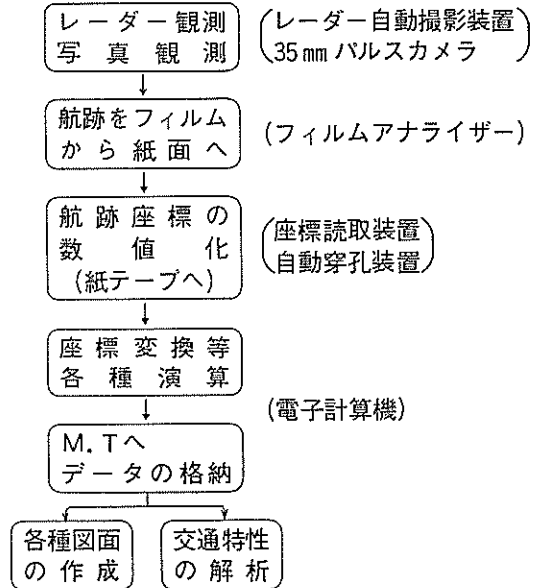 レーダー観測
写真観測
(レーダー自動撮影装置
35mmパルスカメラ)
航跡をフィルム
から紙面へ
(フィルムアナライザー)
航跡座標の
数値化
(紙テープへ)
(座標読取装置
自動穿孔装置)
座標変換等
各種演算
(電子計算機)
M.Tへ
データの格納
各種図面
の作成
交通特性
の解析